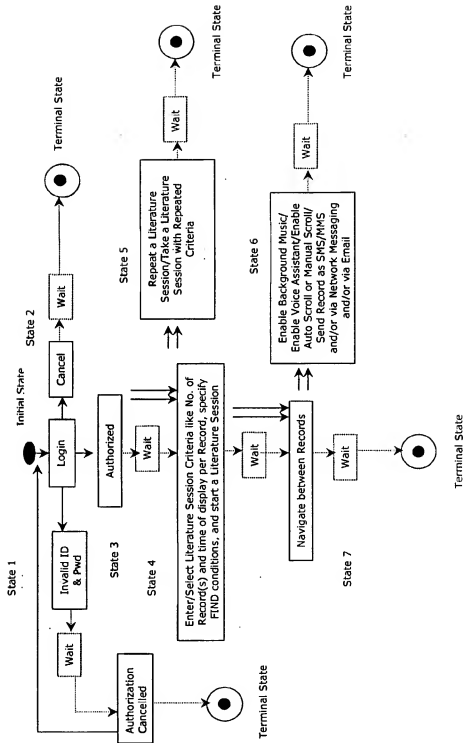 State 1
Initial State
State 2
Login
Cancel
Wait
Terminal State
Invalid ID
& Pwd
Wait
Authorization
Cancelled
Terminal State
State 3
Authorized
Wait
State 4
Enter/Select Literature Session Criteria like No. of
Record(s) and time of display per Record, specify
FIND conditions, and start a Literature Session
State 5
Repeat a Literature
Session/Take a Literature
Session with Repeated
Criteria
Wait
Terminal State
Wait
State 6
Enable Background Music/
Enable Voice Assistant/Enable
Auto Scroll or Manual Scroll/
Send Record as SMS/MMS
and/or via Network Messaging
and/or via Email
Wait
Terminal State
State 7
Navigate between Records
Wait
Terminal State